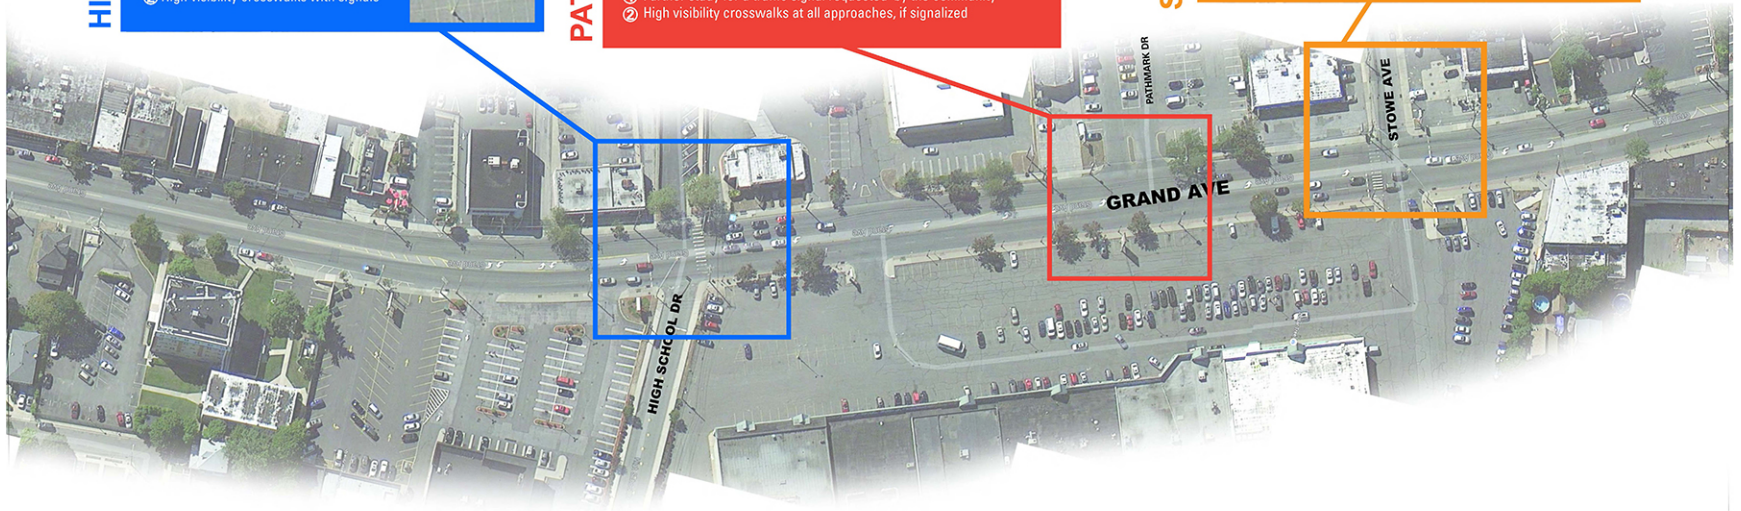 ② High visibility crosswalks with signals
HI
PAT
② High visibility crosswalks at all approaches, if signalized
S
PATHMARK DR
STOWE AVE
GRAND AVE
HIGH SCHOOL DR